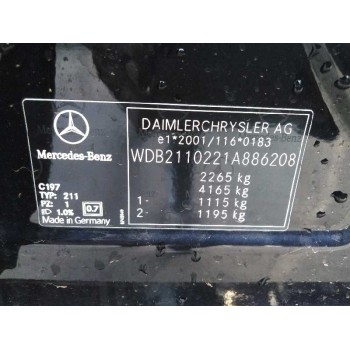 DAIMLERCHRYSLER AG
e1*2001/116*0183
Mercedes-Benz
WDB2110221A886208
2265 kg
4165 kg
1- 1115 kg
2- 1195 kg
C197
TYP: 211
PZ: 1
1.0% 0.7
Made in Germany